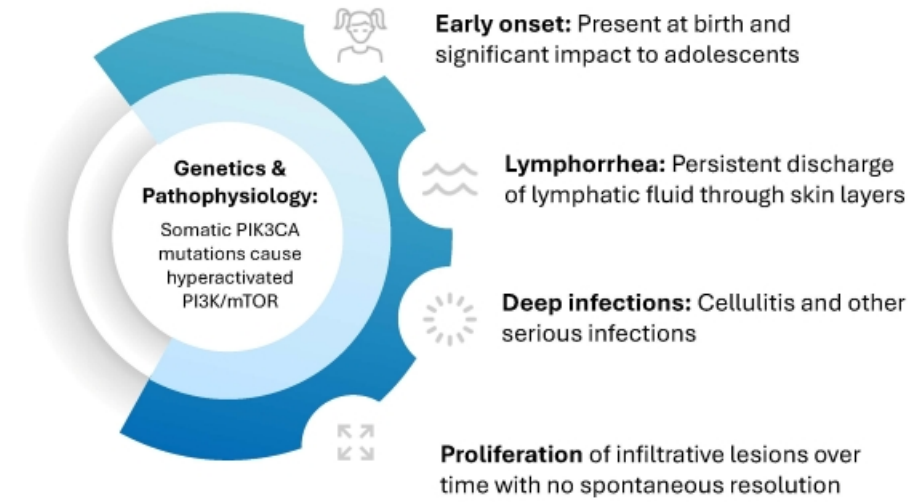 Early onset: Present at birth and
significant impact to adolescents
Genetics &
Pathophysiology:
Somatic PIK3CA
mutations cause
hyperactivated
PI3K/mTOR
Lymphorrhea: Persistent discharge
of lymphatic fluid through skin layers
Deep infections: Cellulitis and other
serious infections
Proliferation of infiltrative lesions over
time with no spontaneous resolution